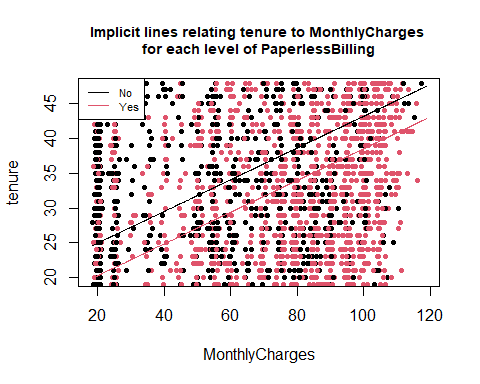 Implicit lines relating tenure to MonthlyCharges
for each level of PaperlessBilling
No
Yes
45
40
35
30
25
20
tenure
20 40 60 80 100 120
MonthlyCharges